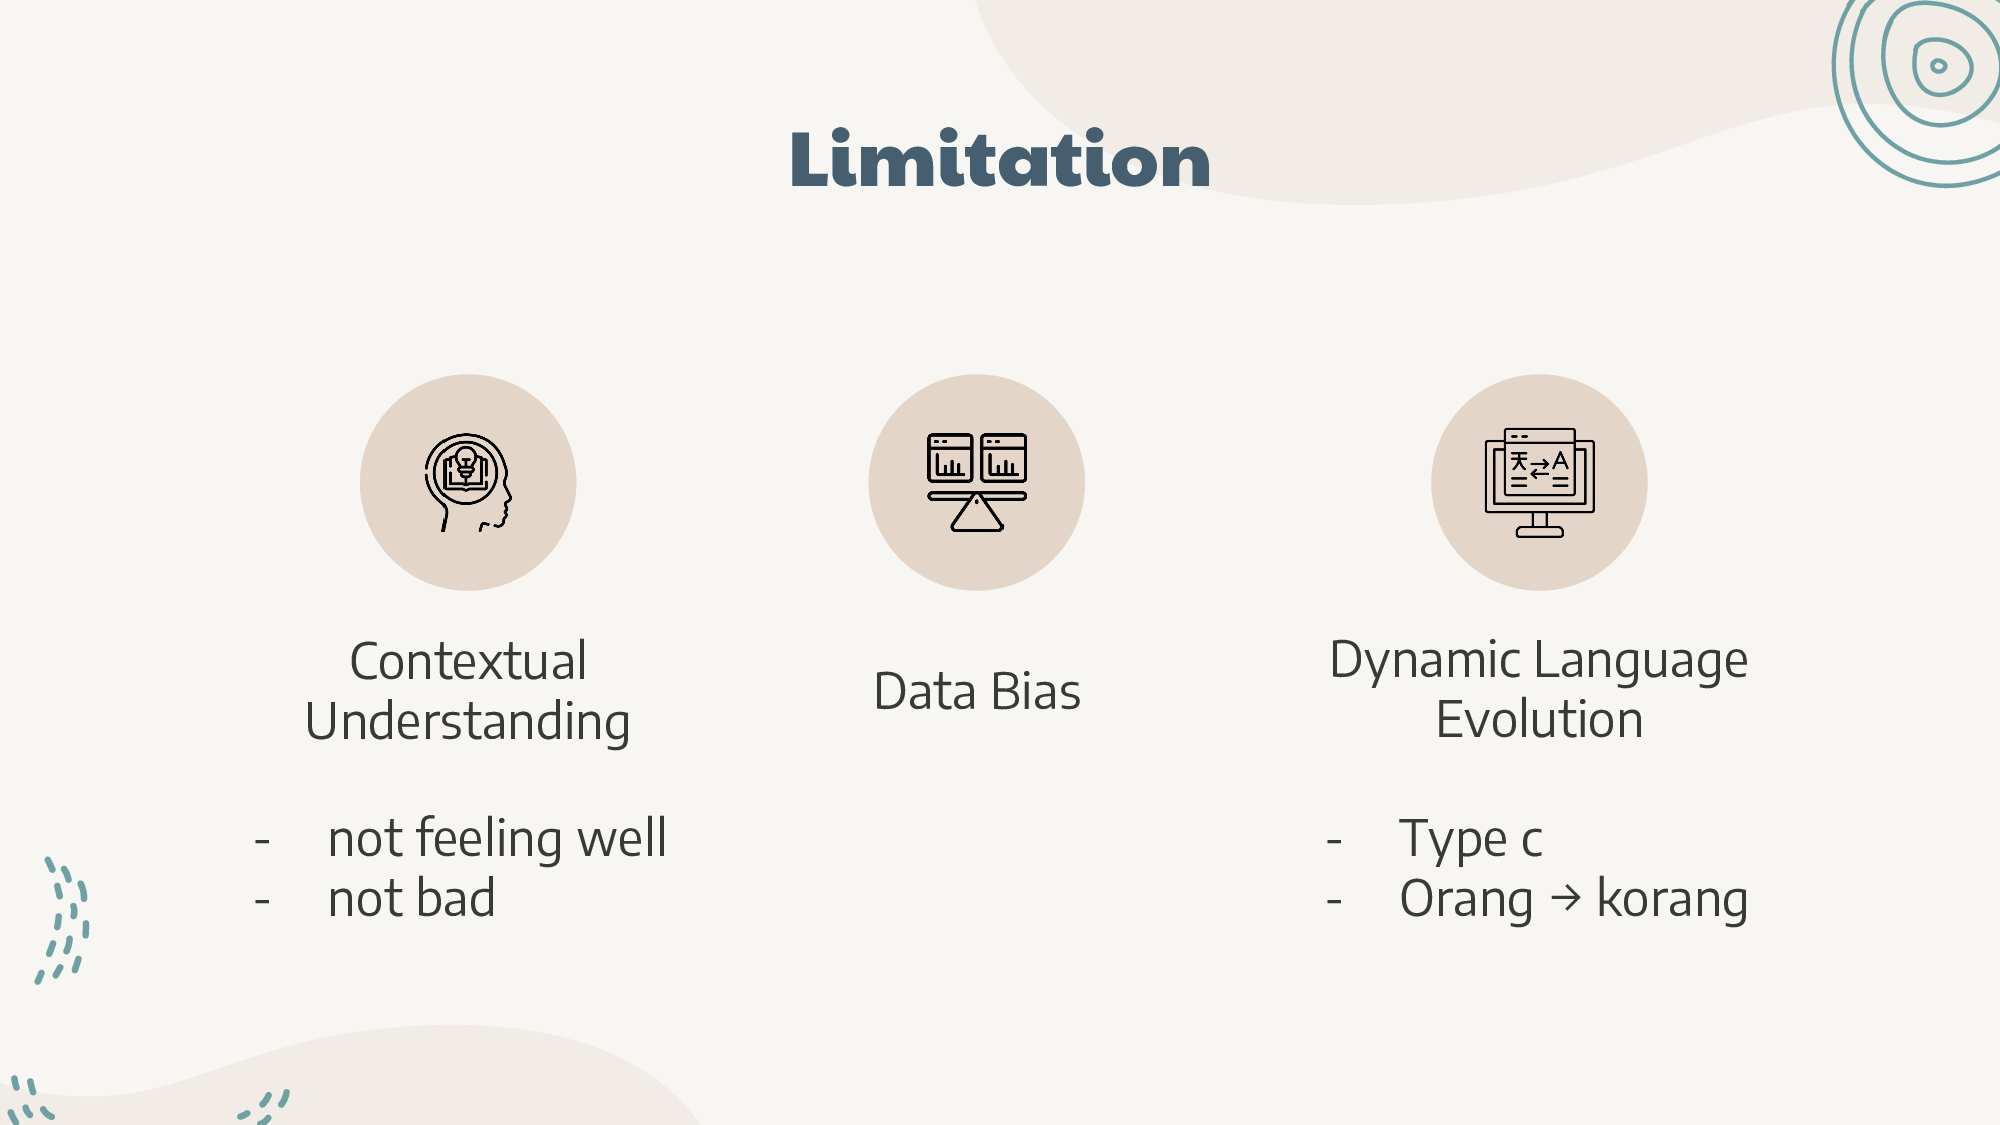 Limitation
Contextual
Understanding
- not feeling well
- not bad
Data Bias
Dynamic Language
Evolution
- Type c
- Orang → korang